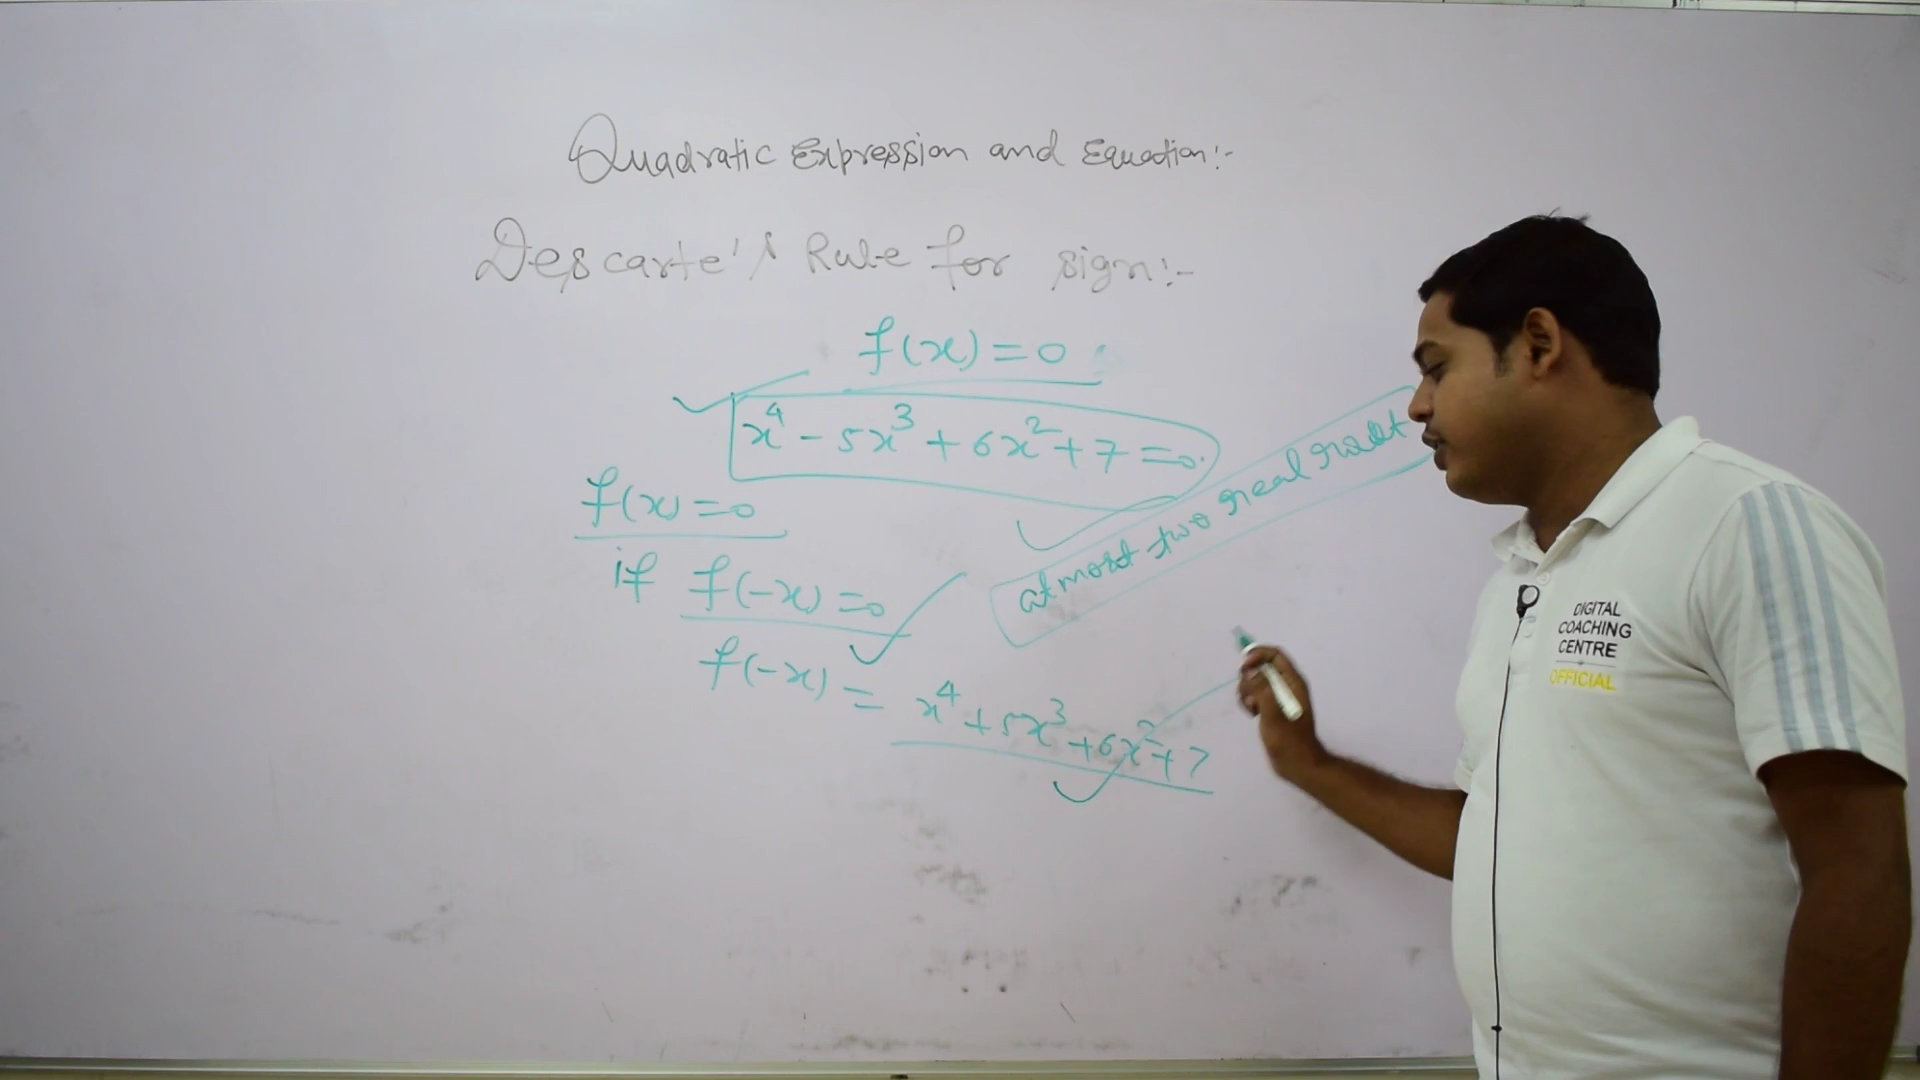 Quadratic Expression and Equation:-
Descarte's Rule for sign:-
f(x) = 0
x⁴ - 5x³ + 6x² + 7 = 0.
f(x) = 0
at most two real root
if f(-x) = 0
f(-x) = x⁴ + 5x³ + 6x² + 7
DIGITAL
COACHING
CENTRE
OFFICIAL